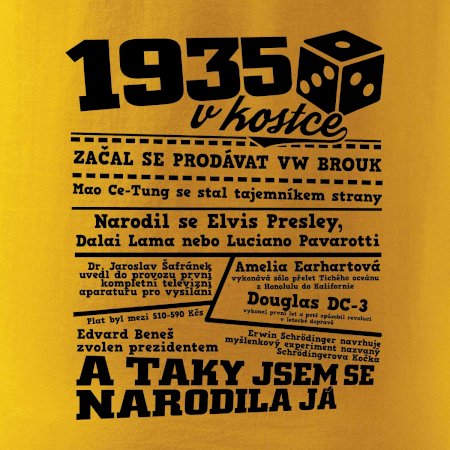 1935
v kostce
ZAČAL SE PRODÁVAT VW BROUK
Mao Ce-Tung se stal tajemníkem strany
Narodil se Elvis Presley,
Dalai Lama nebo Luciano Pavarotti
Dr. Jaroslav Šafránek
uvedl do provozu první
kompletní televizní
aparaturu pro vysílání
Plat byl mezi 510-590 Kčs
Edvard Beneš
zvolen prezidentem
Amelia Earhartová
vykonává sólo přelet Tichého oceánu
z Honolulu do Kalifornie
Douglas DC-3
vykonal první let a poté způsobil revoluci
v letecké dopravě
Erwin Schrödinger navrhuje
myšlenkový experiment nazvaný
Schrödingerova Kočka
A TAKY JSEM SE
NARODILA JÁ